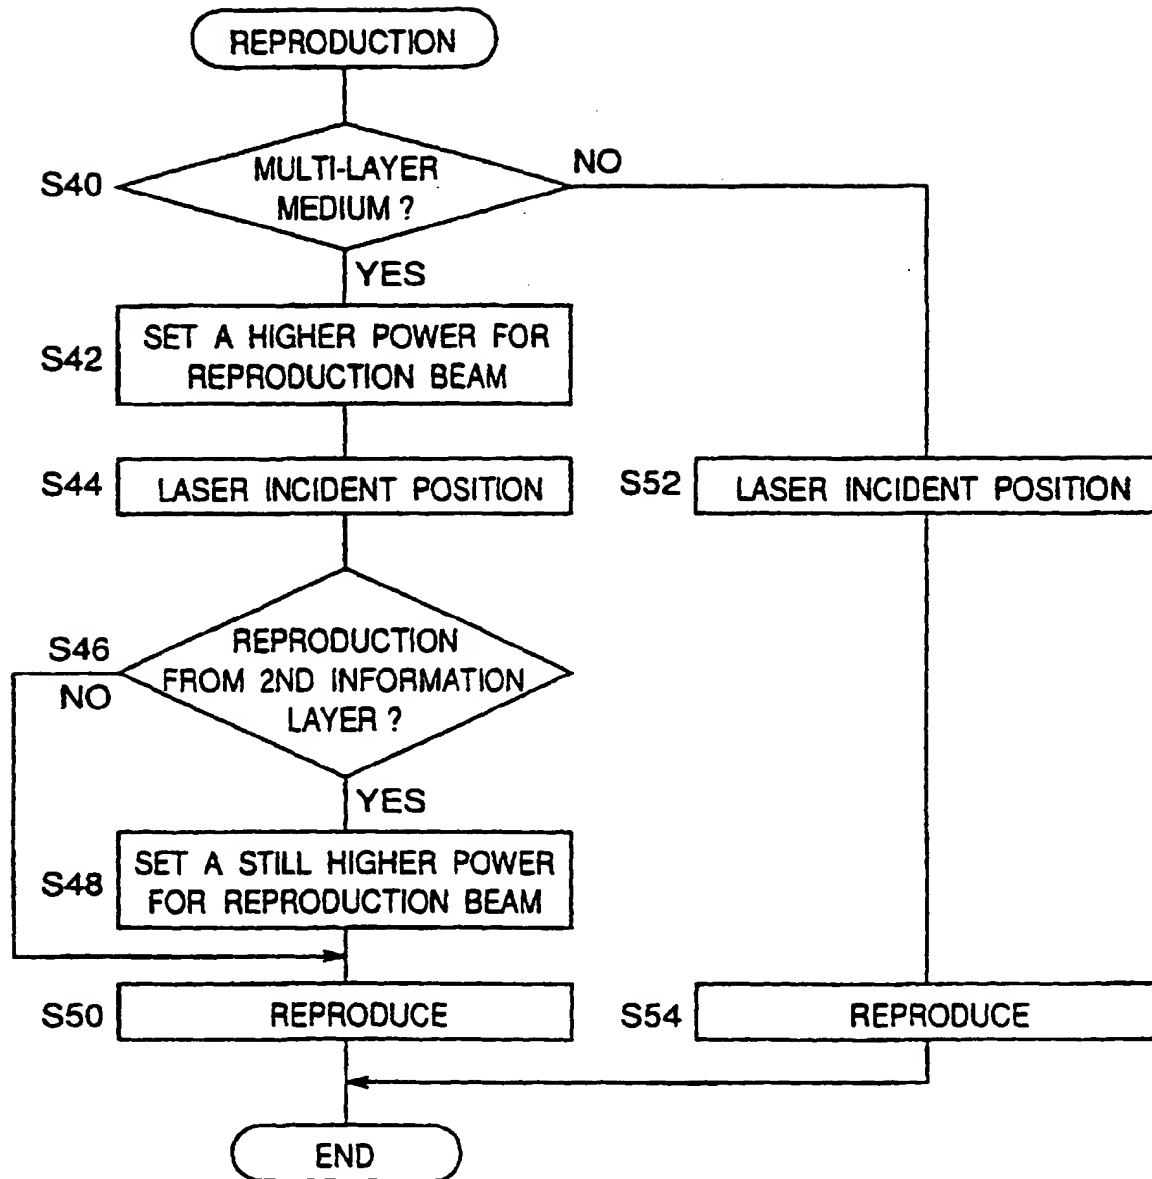 REPRODUCTION
S40
MULTI-LAYER
MEDIUM ?
NO
YES
S42
SET A HIGHER POWER FOR
REPRODUCTION BEAM
S44
LASER INCIDENT POSITION
S52
LASER INCIDENT POSITION
S46
NO
REPRODUCTION
FROM 2ND INFORMATION
LAYER ?
YES
S48
SET A STILL HIGHER POWER
FOR REPRODUCTION BEAM
S50
REPRODUCE
S54
REPRODUCE
END